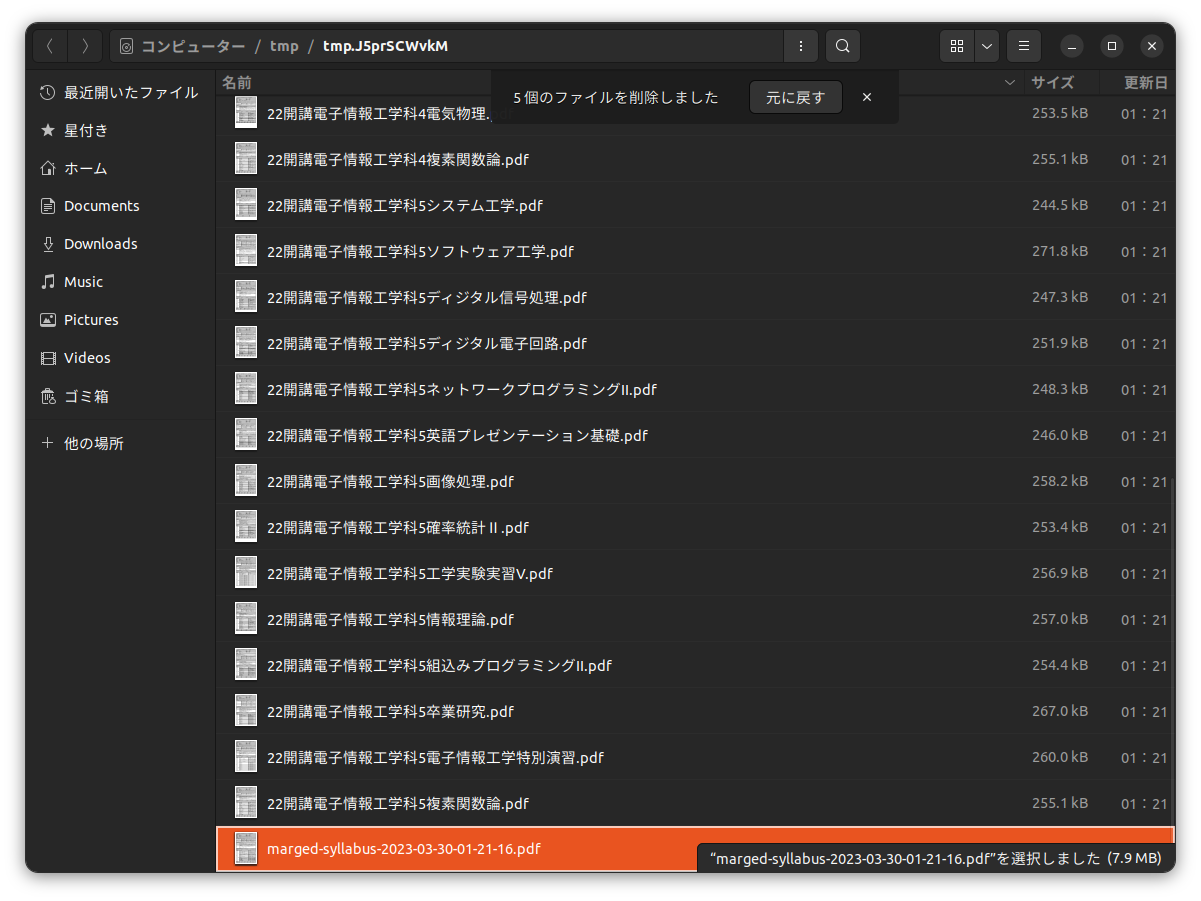 コンピューター / tmp / tmp.J5prSCWvkM
最近開いたファイル
星付き
ホーム
Documents
Downloads
Music
Pictures
Videos
ゴミ箱
他の場所
名前 サイズ 更新日
5 個のファイルを削除しました 元に戻す
22開講電子情報工学科4電気物理. 253.5 kB 01：21
22開講電子情報工学科4複素関数論.pdf 255.1 kB 01：21
22開講電子情報工学科5システム工学.pdf 244.5 kB 01：21
22開講電子情報工学科5ソフトウェア工学.pdf 271.8 kB 01：21
22開講電子情報工学科5ディジタル信号処理.pdf 247.3 kB 01：21
22開講電子情報工学科5ディジタル電子回路.pdf 251.9 kB 01：21
22開講電子情報工学科5ネットワークプログラミングII.pdf 248.3 kB 01：21
22開講電子情報工学科5英語プレゼンテーション基礎.pdf 246.0 kB 01：21
22開講電子情報工学科5画像処理.pdf 258.2 kB 01：21
22開講電子情報工学科5確率統計Ⅱ.pdf 253.4 kB 01：21
22開講電子情報工学科5工学実験実習V.pdf 256.9 kB 01：21
22開講電子情報工学科5情報理論.pdf 257.0 kB 01：21
22開講電子情報工学科5組込みプログラミングII.pdf 254.4 kB 01：21
22開講電子情報工学科5卒業研究.pdf 267.0 kB 01：21
22開講電子情報工学科5電子情報工学特別演習.pdf 260.0 kB 01：21
22開講電子情報工学科5複素関数論.pdf 255.1 kB 01：21
marged-syllabus-2023-03-30-01-21-16.pdf
“marged-syllabus-2023-03-30-01-21-16.pdf”を選択しました (7.9 MB)